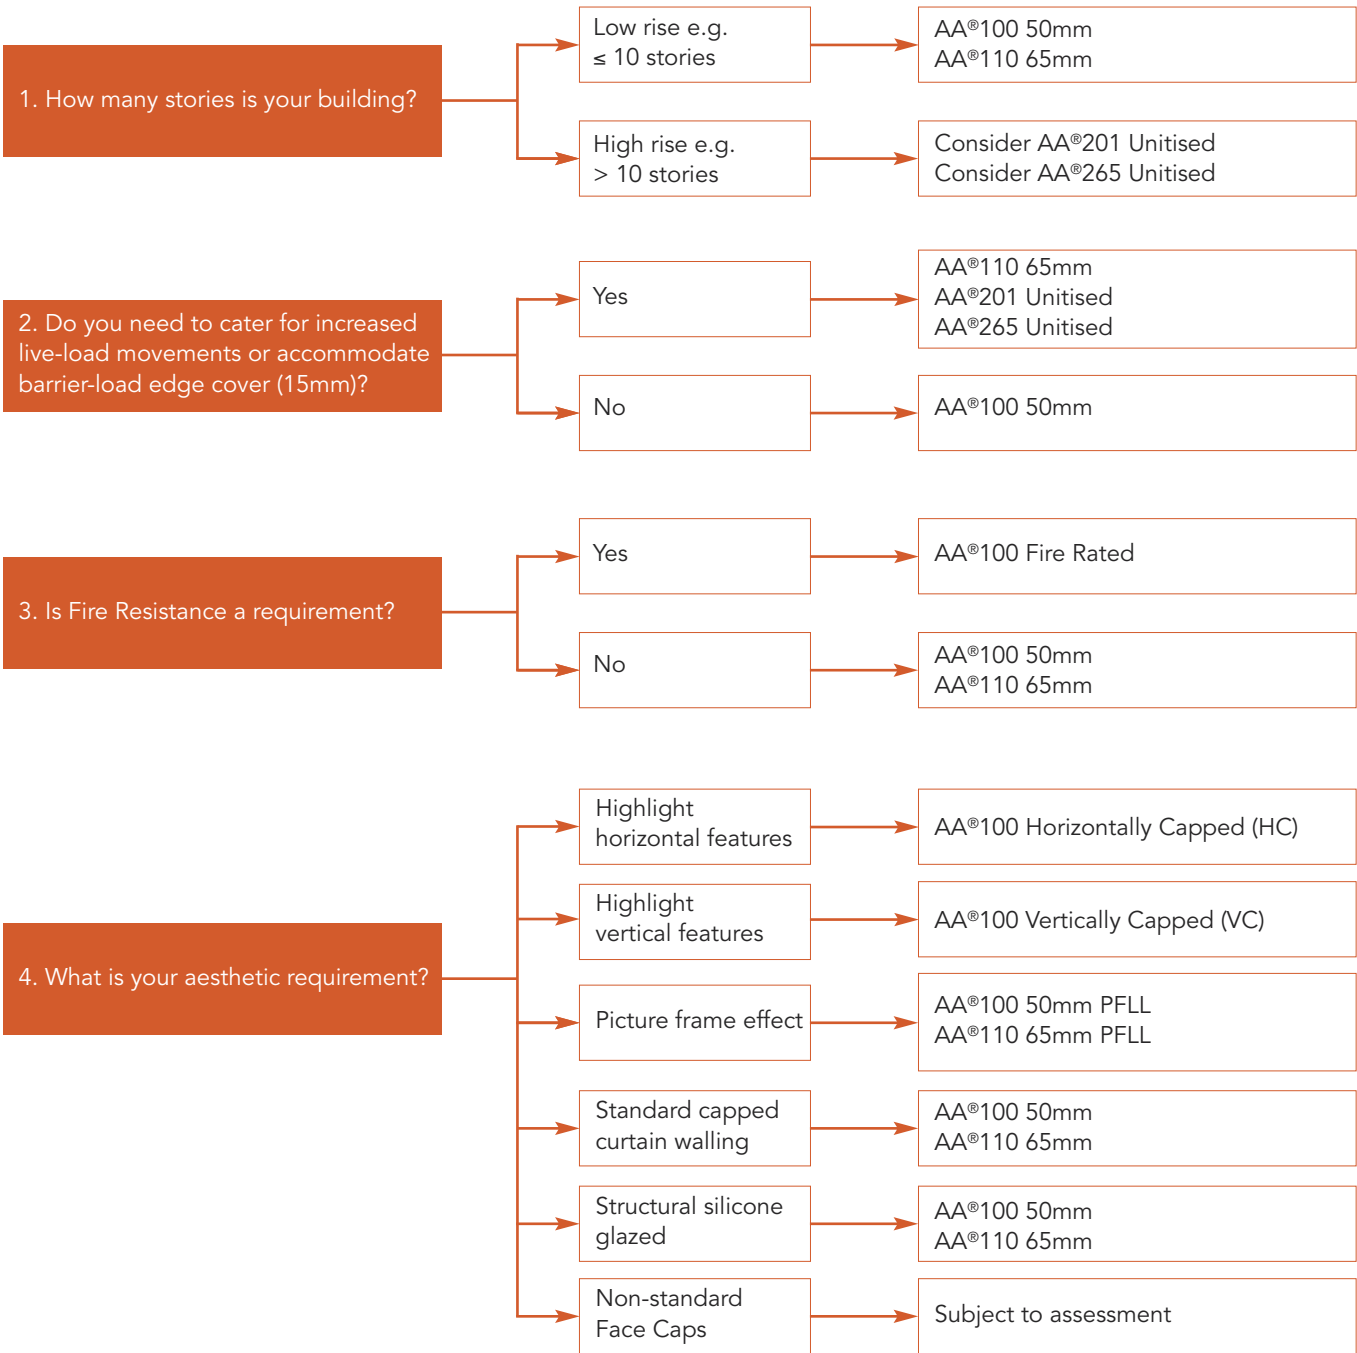 1. How many stories is your building?
Low rise e.g.
≤ 10 stories
AA®100 50mm
AA®110 65mm
High rise e.g.
> 10 stories
Consider AA®201 Unitised
Consider AA®265 Unitised
2. Do you need to cater for increased
live-load movements or accommodate
barrier-load edge cover (15mm)?
Yes
AA®110 65mm
AA®201 Unitised
AA®265 Unitised
No
AA®100 50mm
3. Is Fire Resistance a requirement?
Yes
AA®100 Fire Rated
No
AA®100 50mm
AA®110 65mm
4. What is your aesthetic requirement?
Highlight
horizontal features
AA®100 Horizontally Capped (HC)
Highlight
vertical features
AA®100 Vertically Capped (VC)
Picture frame effect
AA®100 50mm PFLL
AA®110 65mm PFLL
Standard capped
curtain walling
AA®100 50mm
AA®110 65mm
Structural silicone
glazed
AA®100 50mm
AA®110 65mm
Non-standard
Face Caps
Subject to assessment